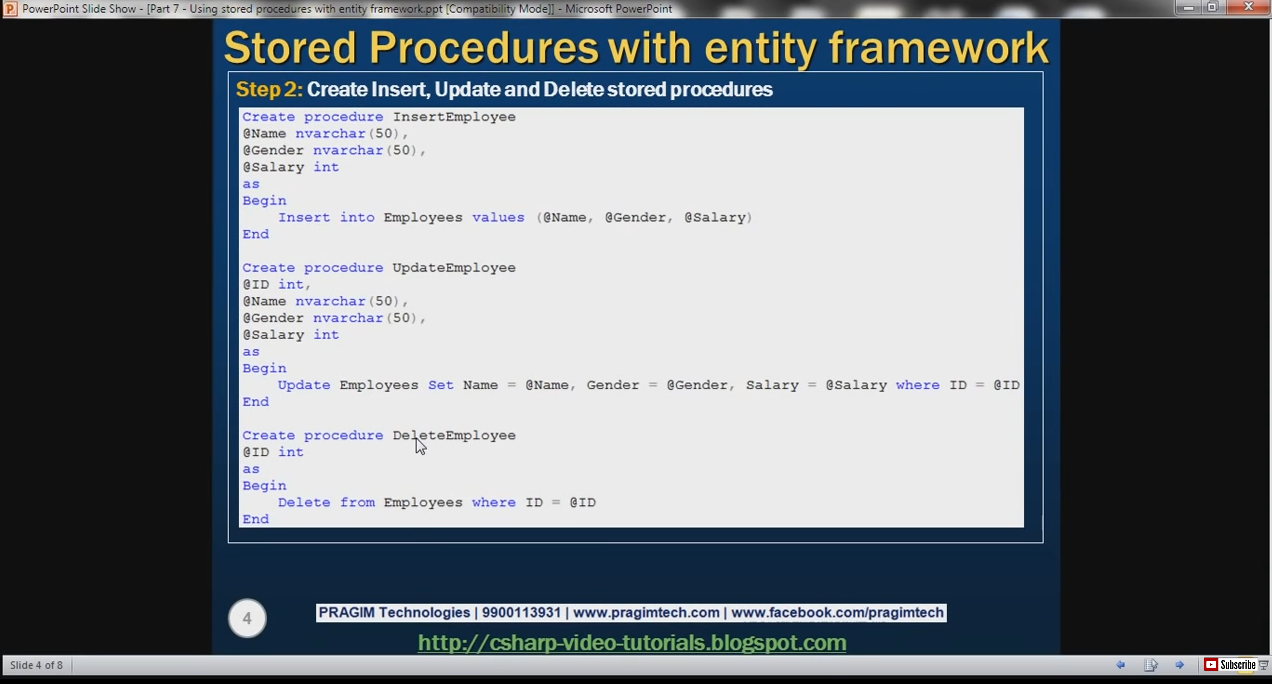 PowerPoint Slide Show - [Part 7 - Using stored procedures with entity framework.ppt [Compatibility Mode]] - Microsoft PowerPoint
Stored Procedures with entity framework
Step 2: Create Insert, Update and Delete stored procedures
Create procedure InsertEmployee
@Name nvarchar(50),
@Gender nvarchar(50),
@Salary int
as
Begin
    Insert into Employees values (@Name, @Gender, @Salary)
End
Create procedure UpdateEmployee
@ID int,
@Name nvarchar(50),
@Gender nvarchar(50),
@Salary int
as
Begin
    Update Employees Set Name = @Name, Gender = @Gender, Salary = @Salary where ID = @ID
End
Create procedure DeleteEmployee
@ID int
as
Begin
    Delete from Employees where ID = @ID
End
4
PRAGIM Technologies | 9900113931 | www.pragimtech.com | www.facebook.com/pragimtech
http://csharp-video-tutorials.blogspot.com
Slide 4 of 8
Subscribe